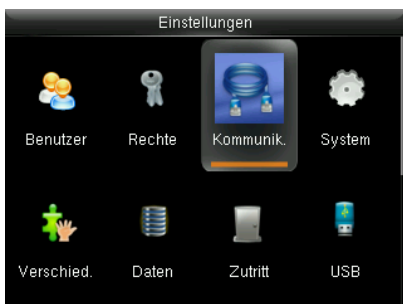 Einstellungen
Benutzer Rechte Kommunik. System
Verschied. Daten Zutritt USB